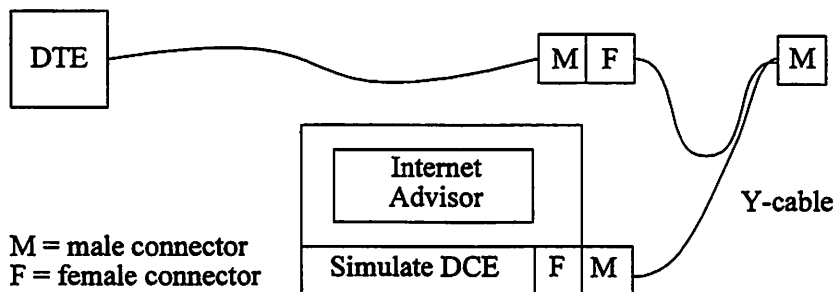 DTE
M F
M
Internet
Advisor
Y-cable
M = male connector
F = female connector
Simulate DCE F M